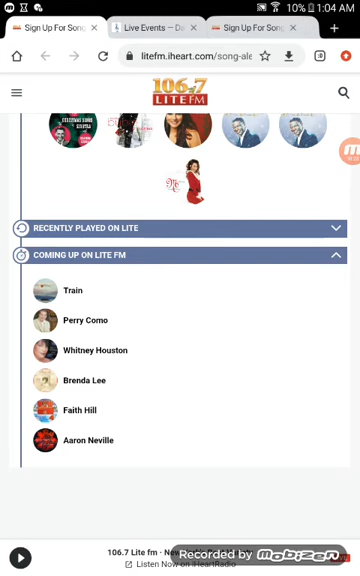 10% 1:04 AM
Sign Up For Song
Live Events — Da
Sign Up For Song
litefm.iheart.com/song-ale
106.7
LITE FM
RECENTLY PLAYED ON LITE
COMING UP ON LITE FM
Train
Perry Como
Whitney Houston
Brenda Lee
Faith Hill
Aaron Neville
106.7 Lite fm - New
Listen Now on iHeartRadio
Recorded by mobizen